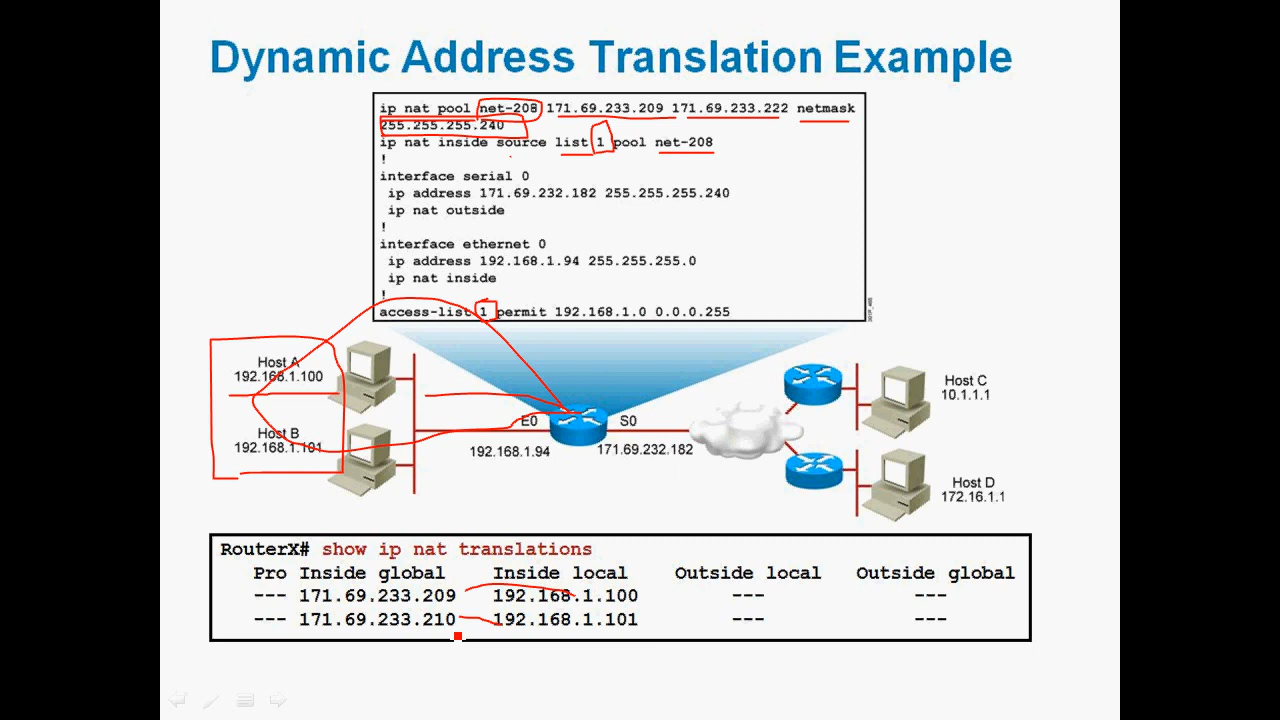 Dynamic Address Translation Example
ip nat pool net-208 171.69.233.209 171.69.233.222 netmask
255.255.255.240
ip nat inside source list 1 pool net-208
!
interface serial 0
ip address 171.69.232.182 255.255.255.240
ip nat outside
!
interface ethernet 0
ip address 192.168.1.94 255.255.255.0
ip nat inside
!
access-list 1 permit 192.168.1.0 0.0.0.255
Host A
192.168.1.100
Host B
192.168.1.101
E0
S0
192.168.1.94
171.69.232.182
Host C
10.1.1.1
Host D
172.16.1.1
RouterX# show ip nat translations
Pro Inside global Inside local Outside local Outside global
--- 171.69.233.209 192.168.1.100 --- ---
--- 171.69.233.210 192.168.1.101 --- ---